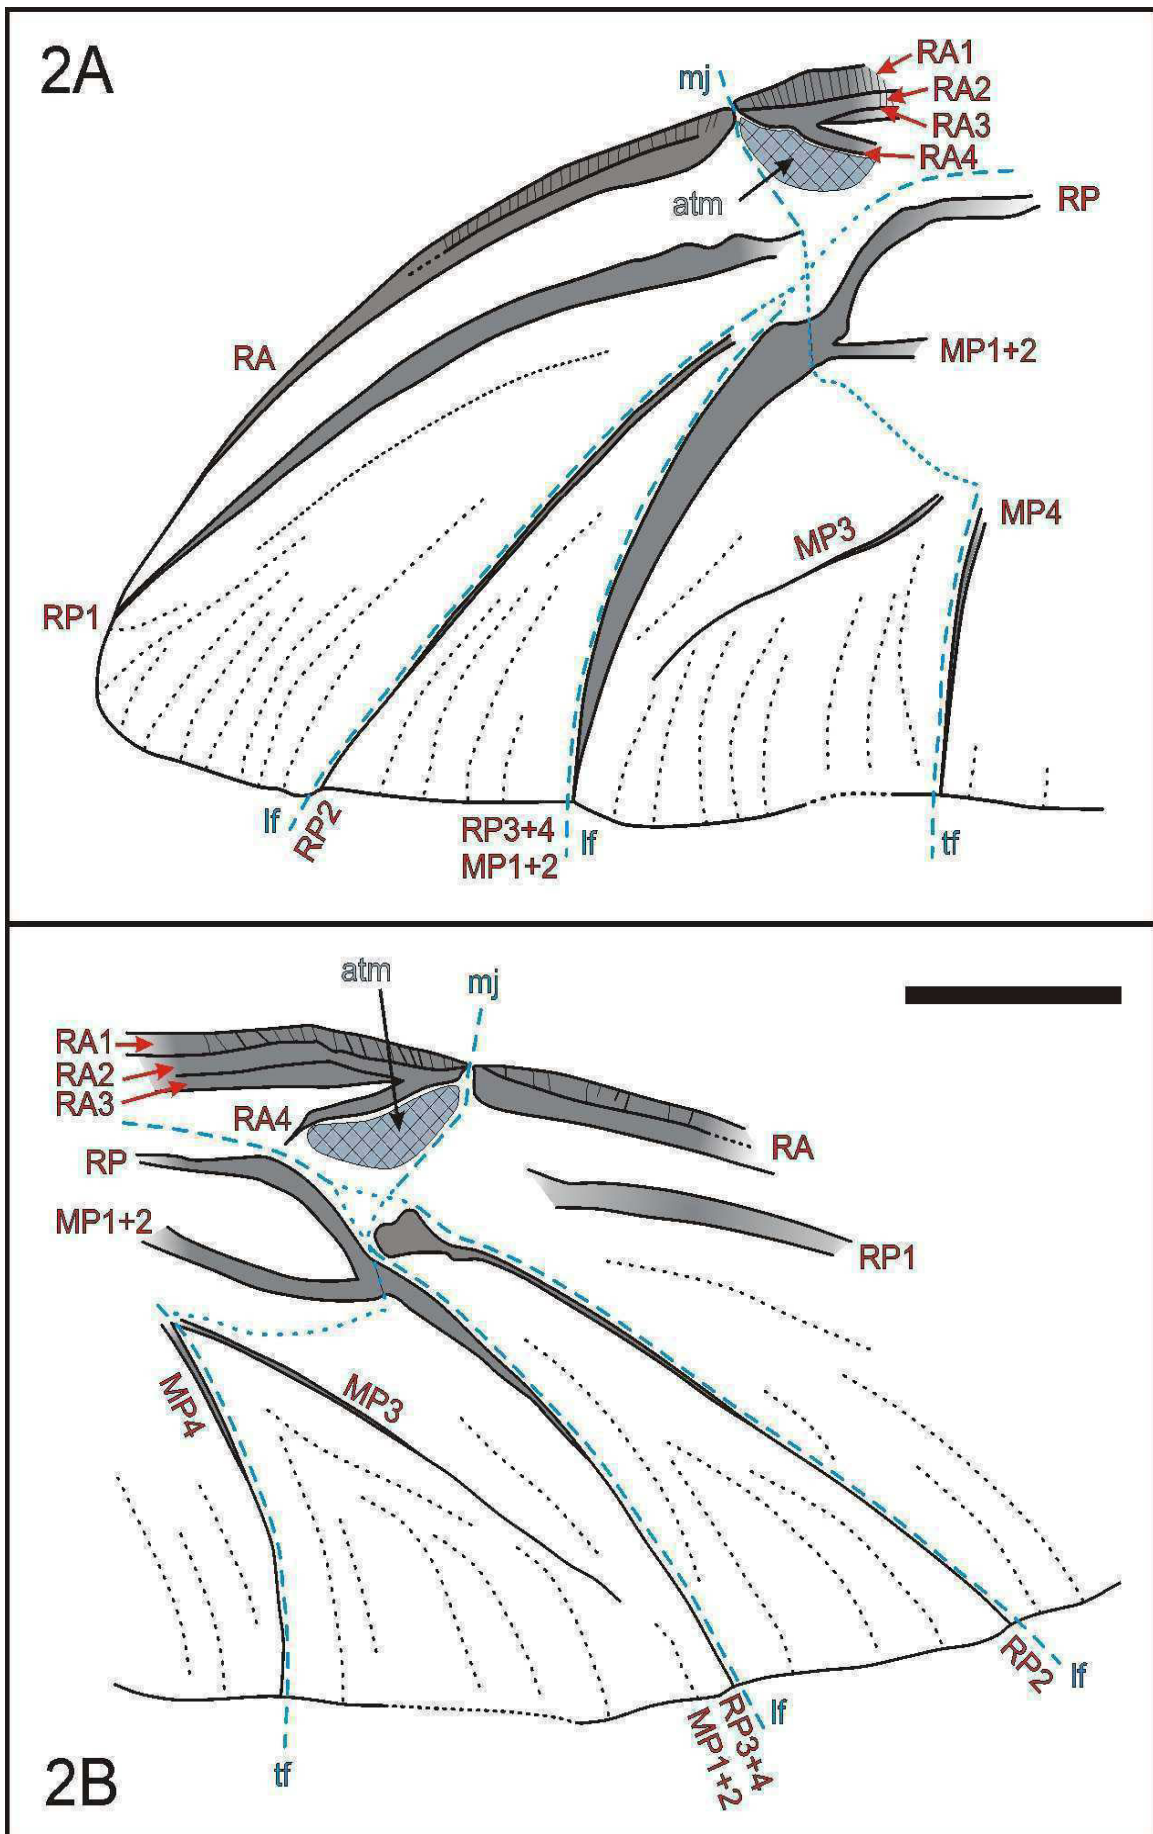 2A
mj
RA1
RA2
RA3
RA4
atm
RP
RA
MP1+2
MP3
MP4
RP1
lf
RP2
RP3+4
MP1+2
lf
tf
atm
mj
RA1
RA2
RA3
RA4
RA
RP
MP1+2
RP1
MP4
MP3
RP2
lf
RP3+4
MP1+2
lf
tf
2B